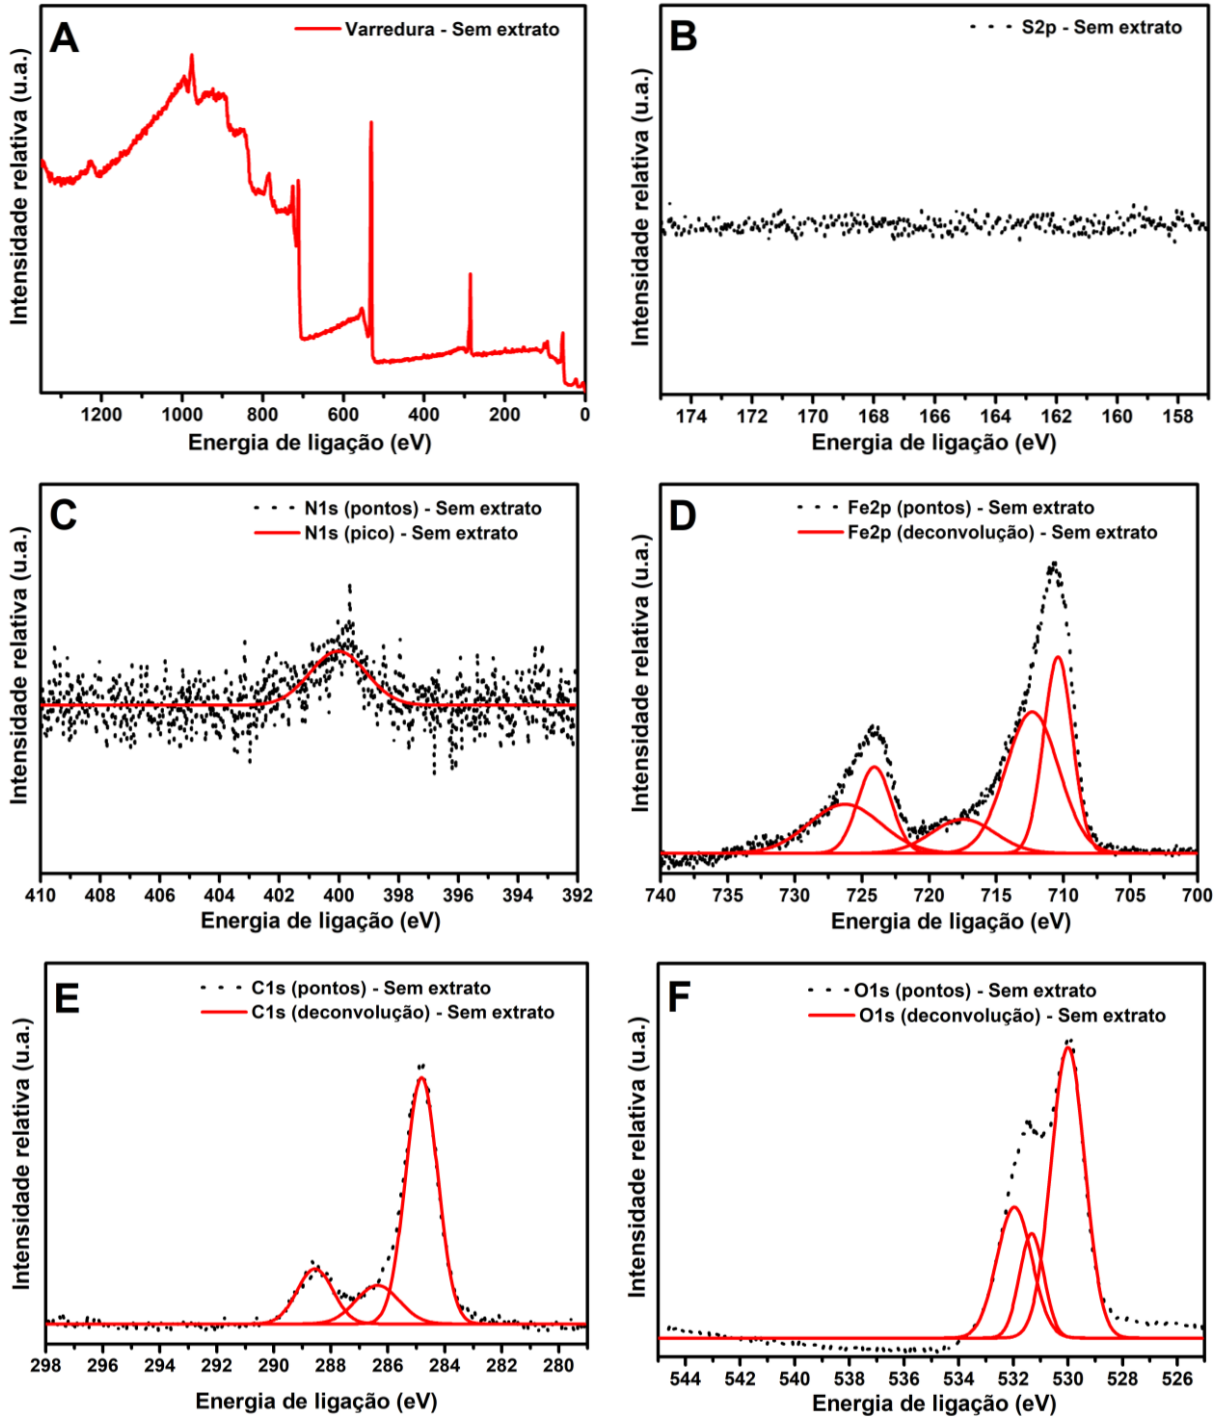 A
Varredura - Sem extrato
Intensidade relativa (u.a.)
1200 1000 800 600 400 200 0
Energia de ligação (eV)
B
S2p - Sem extrato
Intensidade relativa (u.a.)
174 172 170 168 166 164 162 160 158
Energia de ligação (eV)
C
N1s (pontos) - Sem extrato
N1s (pico) - Sem extrato
Intensidade relativa (u.a.)
410 408 406 404 402 400 398 396 394 392
Energia de ligação (eV)
D
Fe2p (pontos) - Sem extrato
Fe2p (deconvolução) - Sem extrato
Intensidade relativa (u.a.)
740 735 730 725 720 715 710 705 700
Energia de ligação (eV)
E
C1s (pontos) - Sem extrato
C1s (deconvolução) - Sem extrato
Intensidade relativa (u.a.)
298 296 294 292 290 288 286 284 282 280
Energia de ligação (eV)
F
O1s (pontos) - Sem extrato
O1s (deconvolução) - Sem extrato
Intensidade relativa (u.a.)
544 542 540 538 536 534 532 530 528 526
Energia de ligação (eV)